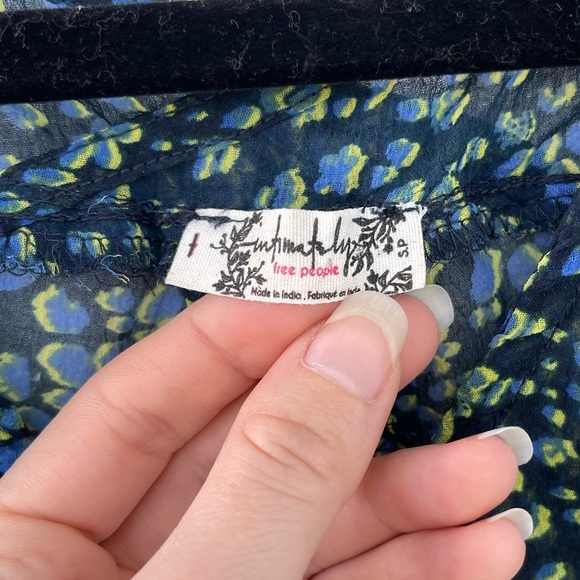 intimately
free people
S.P
Made in India . Fabriqué en Inde